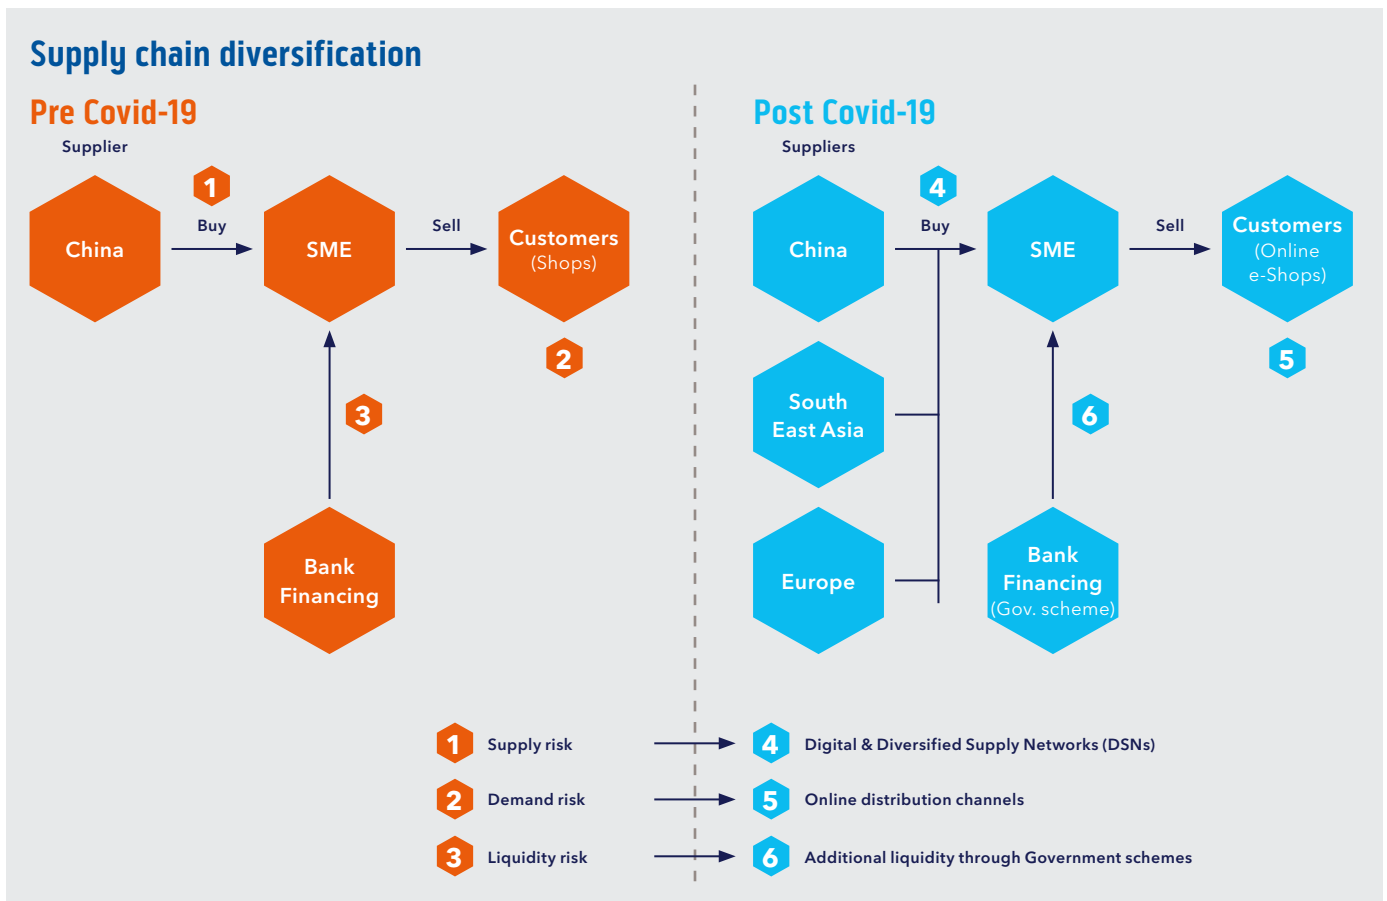 Supply chain diversification
Pre Covid-19
Supplier
1
China
Buy
SME
Sell
Customers
(Shops)
2
3
Bank
Financing
Post Covid-19
Suppliers
4
China
Buy
SME
Sell
Customers
(Online
e-Shops)
5
South
East Asia
6
Europe
Bank
Financing
(Gov. scheme)
1 Supply risk
4 Digital & Diversified Supply Networks (DSNs)
2 Demand risk
5 Online distribution channels
3 Liquidity risk
6 Additional liquidity through Government schemes